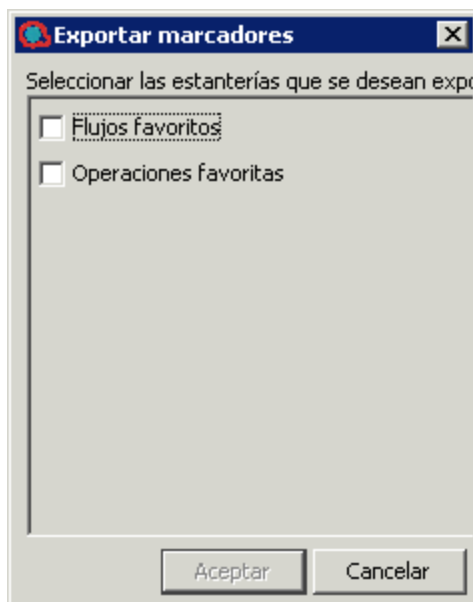 Exportar marcadores
Seleccionar las estanterías que se desean expo
Flujos favoritos
Operaciones favoritas
Aceptar
Cancelar